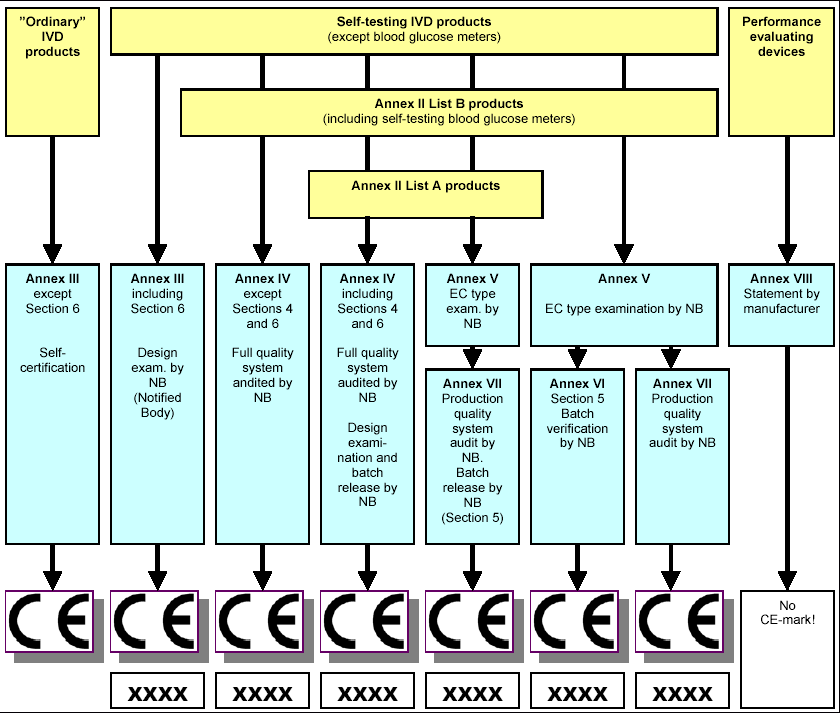 ”Ordinary”
IVD
products
Self-testing IVD products
(except blood glucose meters)
Performance
evaluating
devices
Annex II List B products
(including self-testing blood glucose meters)
Annex II List A products
Annex III
except
Section 6
Self-
certification
Annex III
including
Section 6
Design
exam. by
NB
(Notified
Body)
Annex IV
except
Sections 4
and 6
Full quality
system
andited by
NB
Annex IV
including
Sections 4
and 6
Full quality
system
audited by
NB
Design
exami-
nation and
batch
release by
NB
Annex V
EC type
exam. by
NB
Annex VII
Production
quality
system
audit by
NB.
Batch
release by
NB
(Section 5)
Annex V
EC type examination by NB
Annex VI
Section 5
Batch
verification
by NB
Annex VII
Production
quality
system
audit by NB
Annex VIII
Statement by
manufacturer
CE
CE
CE
CE
CE
CE
CE
No
CE-mark!
xxxx
xxxx
xxxx
xxxx
xxxx
xxxx